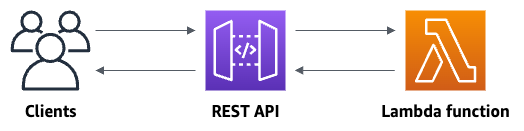 Clients
REST API
Lambda function